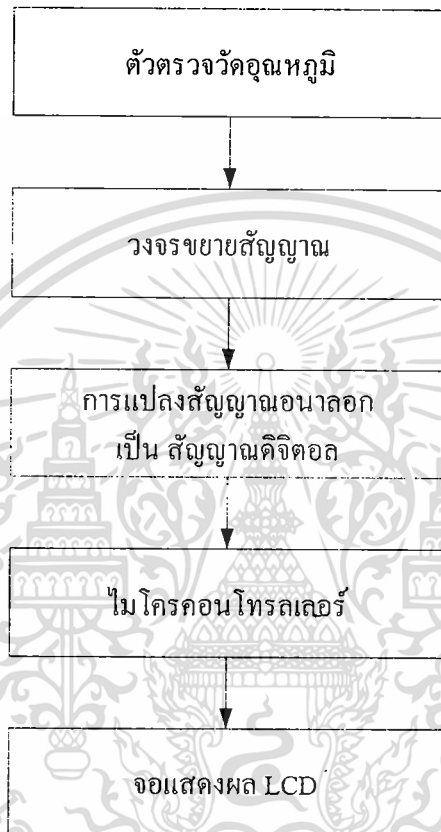 ตัวตรวจวัดอุณหภูมิ
วงจรขยายสัญญาณ
การแปลงสัญญาณอนาลอก
เป็น สัญญาณดิจิตอล
ไมโครคอนโทรลเลอร์
จอแสดงผล LCD